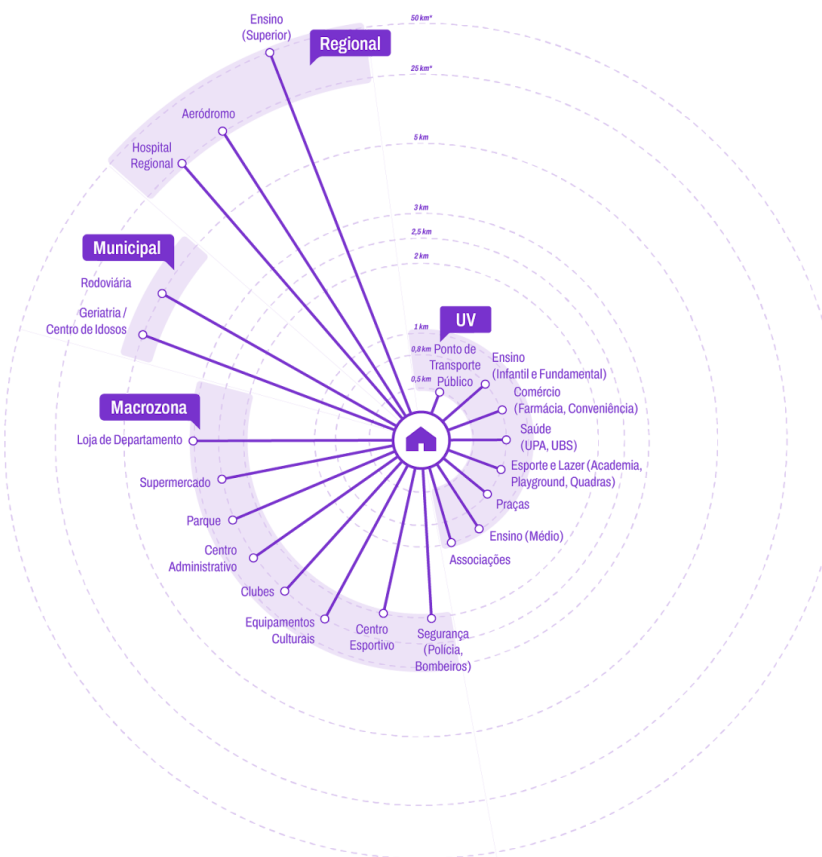 Ensino
(Superior)
Regional
50 km*
25 km*
Aeródromo
Hospital
Regional
5 km
3 km
2,5 km
2 km
Municipal
Rodoviária
Geriatria /
Centro de Idosos
UV
1 km
0,8 km
0,5 km
Ponto de
Transporte
Público
Ensino
(Infantil e Fundamental)
Comércio
(Farmácia, Conveniência)
Saúde
(UPA, UBS)
Esporte e Lazer (Academia,
Playground, Quadras)
Praças
Ensino (Médio)
Associações
Macrozona
Loja de Departamento
Supermercado
Parque
Centro
Administrativo
Clubes
Equipamentos
Culturais
Centro
Esportivo
Segurança
(Polícia,
Bombeiros)